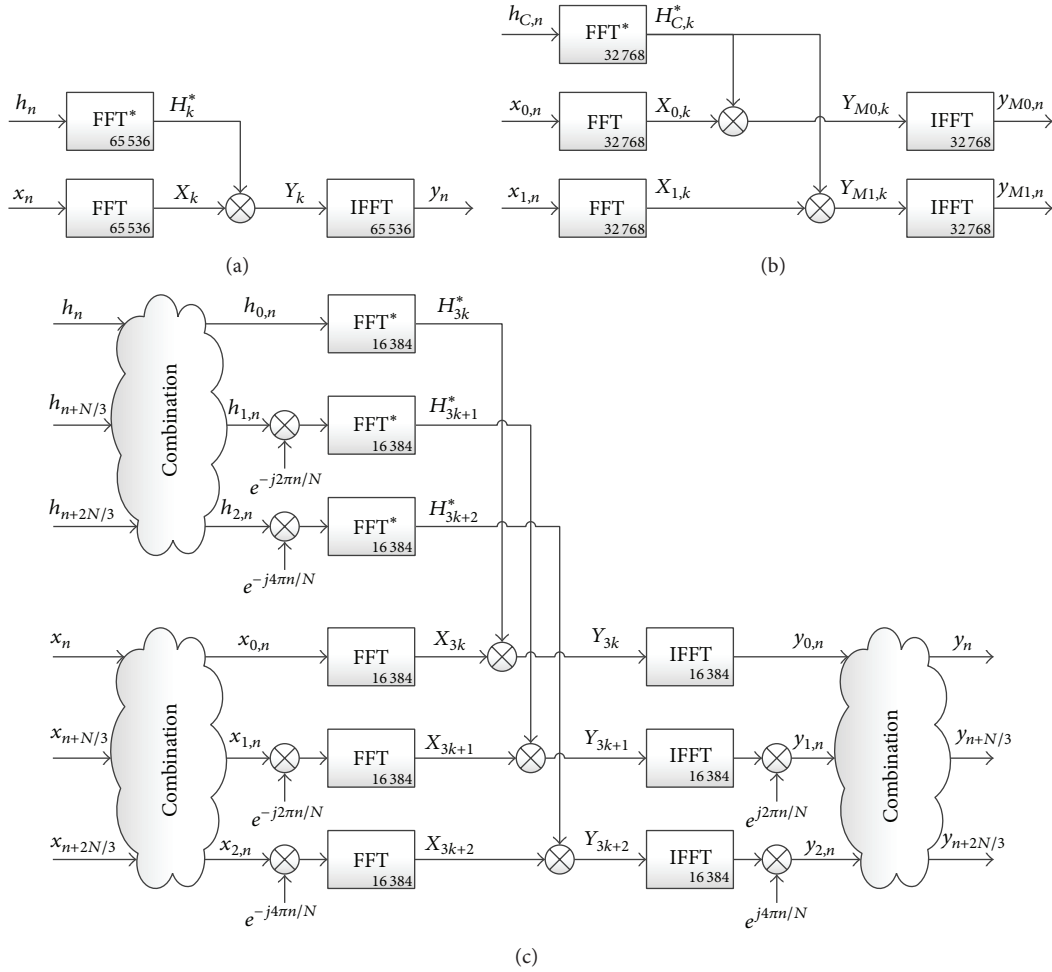 h_n
FFT*
65 536
H_k^*
x_n
FFT
65 536
X_k
Y_k
IFFT
65 536
y_n
(a)
h_{C,n}
FFT*
32 768
H_{C,k}^*
x_{0,n}
FFT
32 768
X_{0,k}
Y_{M0,k}
IFFT
32 768
y_{M0,n}
x_{1,n}
FFT
32 768
X_{1,k}
Y_{M1,k}
IFFT
32 768
y_{M1,n}
(b)
h_n
h_{n+N/3}
h_{n+2N/3}
Combination
h_{0,n}
FFT*
16 384
H_{3k}^*
h_{1,n}
e^{-j2πn/N}
FFT*
16 384
H_{3k+1}^*
h_{2,n}
e^{-j4πn/N}
FFT*
16 384
H_{3k+2}^*
x_n
x_{n+N/3}
x_{n+2N/3}
Combination
x_{0,n}
FFT
16 384
X_{3k}
Y_{3k}
IFFT
16 384
y_{0,n}
x_{1,n}
e^{-j2πn/N}
FFT
16 384
X_{3k+1}
Y_{3k+1}
IFFT
16 384
y_{1,n}
e^{j2πn/N}
x_{2,n}
e^{-j4πn/N}
FFT
16 384
X_{3k+2}
Y_{3k+2}
IFFT
16 384
y_{2,n}
e^{j4πn/N}
Combination
y_n
y_{n+N/3}
y_{n+2N/3}
(c)